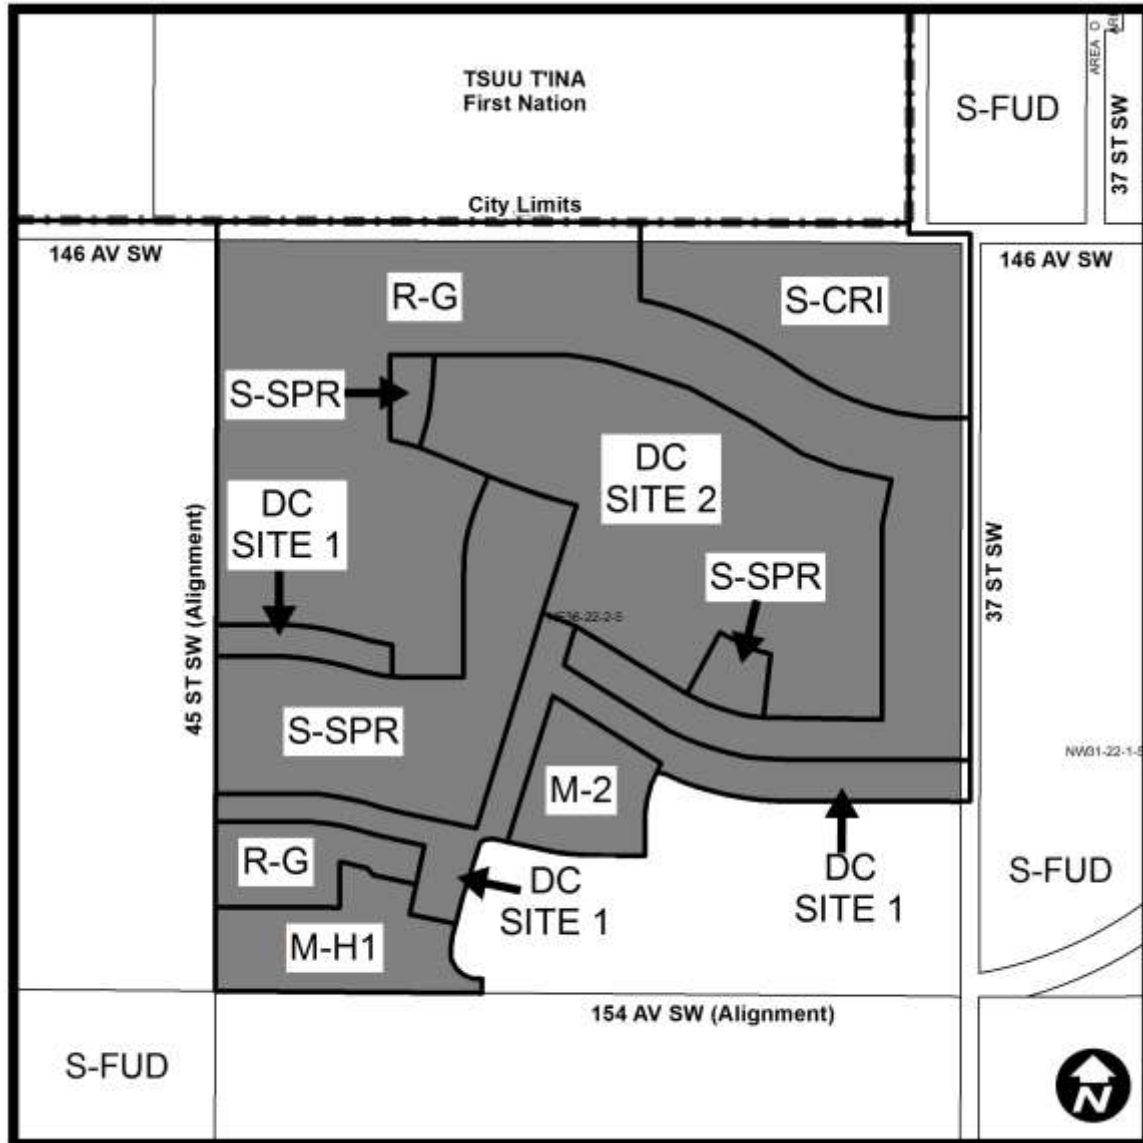 TSUU T'INA
First Nation
S-FUD
AREA O
37 ST SW
City Limits
146 AV SW
146 AV SW
R-G
S-CRI
S-SPR
DC
SITE 2
DC
SITE 1
S-SPR
45 ST SW (Alignment)
37 ST SW
S-SPR
NW31-22-1-5
M-2
R-G
DC
SITE 1
DC
SITE 1
S-FUD
M-H1
154 AV SW (Alignment)
S-FUD
N